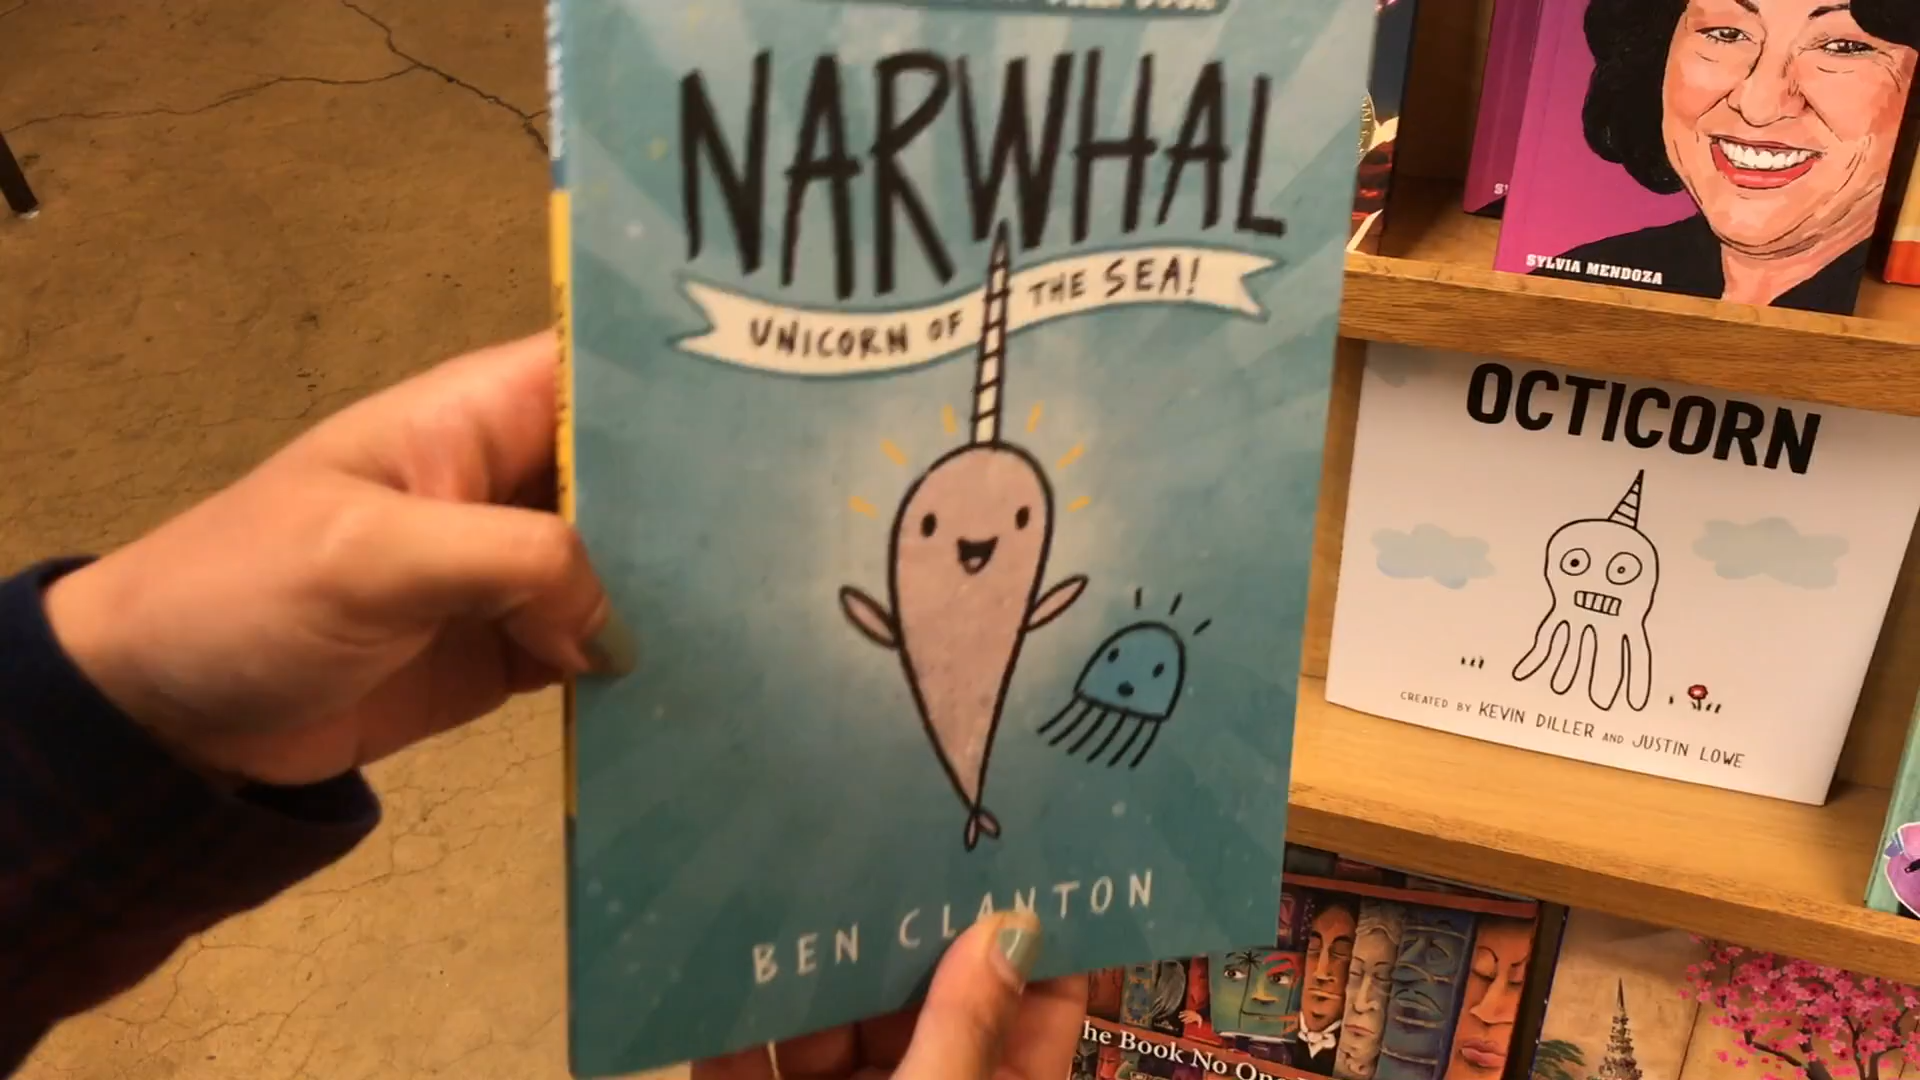 NARWHAL
UNICORN OF THE SEA!
BEN CLANTON
SYLVIA MENDOZA
OCTICORN
CREATED BY KEVIN DILLER AND JUSTIN LOWE
he Book No One